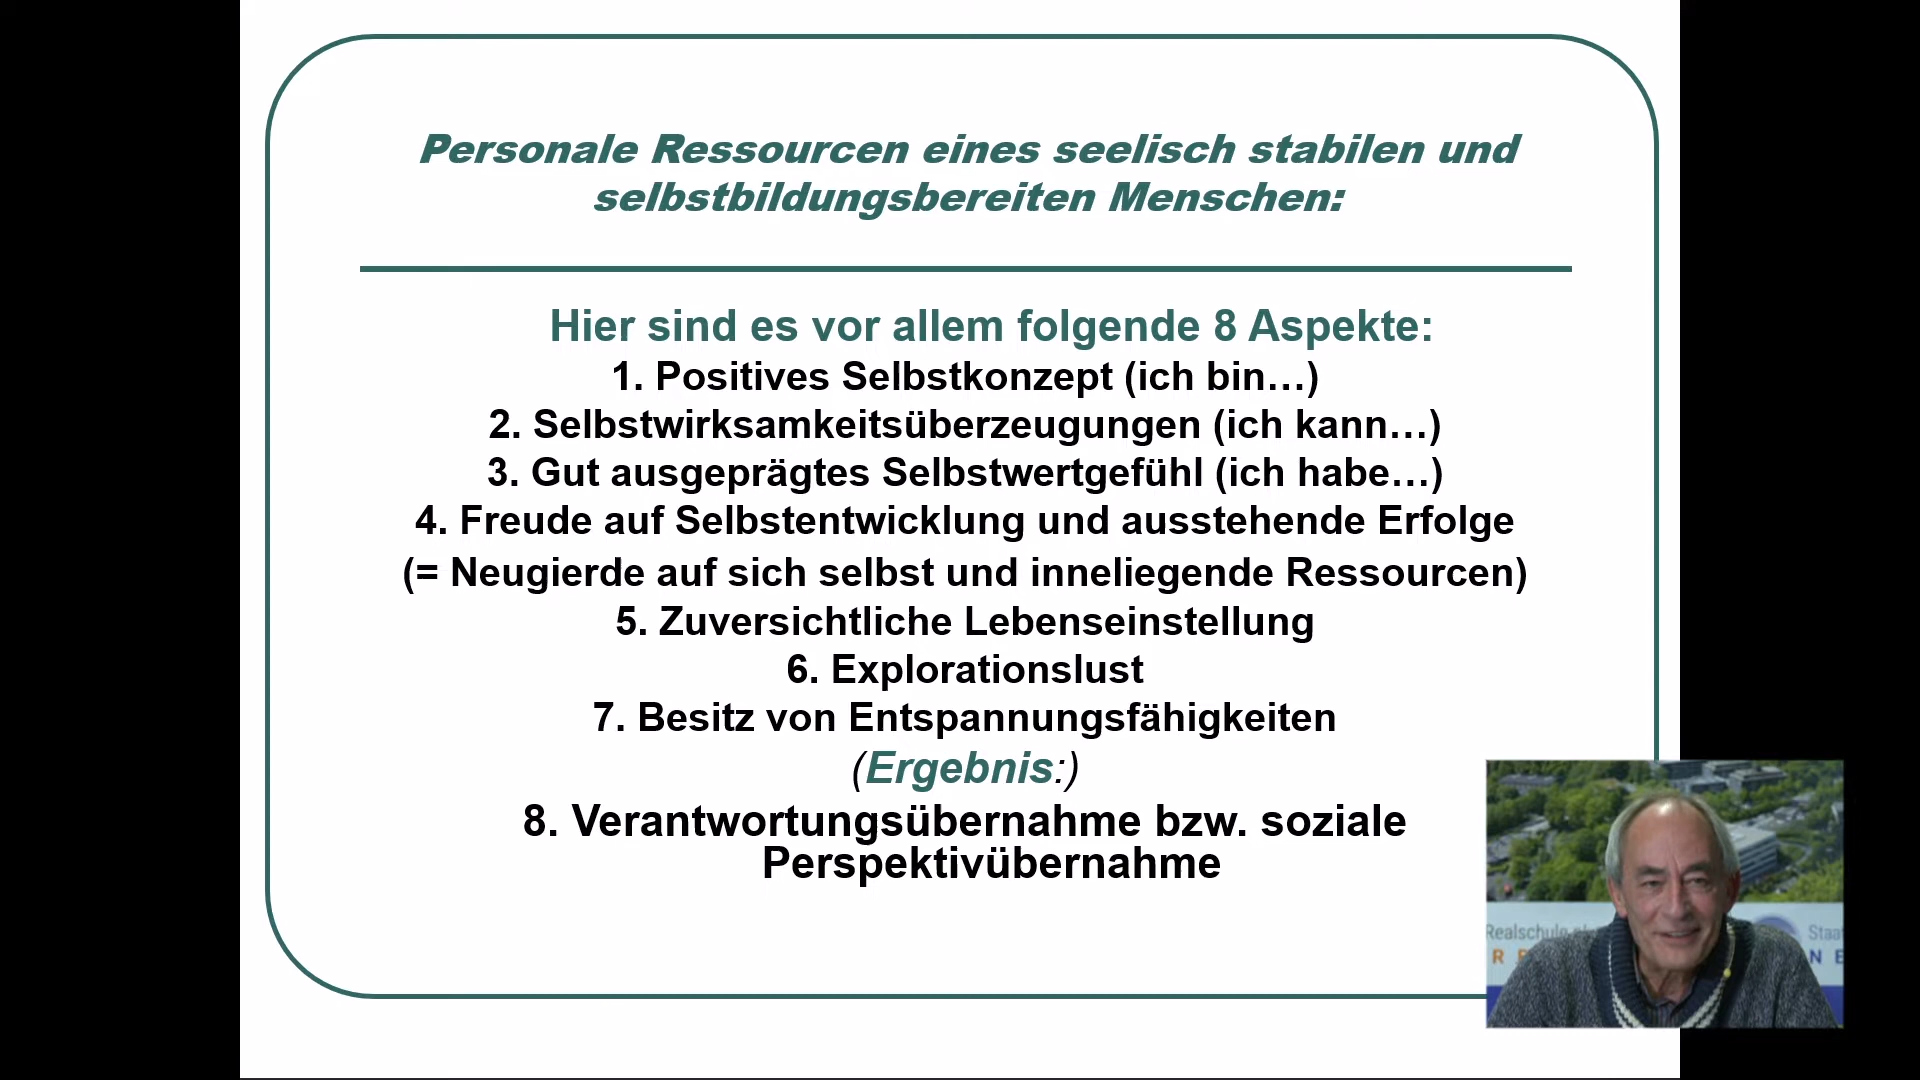 Personale Ressourcen eines seelisch stabilen und
selbstbildungsbereiten Menschen:
Hier sind es vor allem folgende 8 Aspekte:
1. Positives Selbstkonzept (ich bin…)
2. Selbstwirksamkeitsüberzeugungen (ich kann…)
3. Gut ausgeprägtes Selbstwertgefühl (ich habe…)
4. Freude auf Selbstentwicklung und ausstehende Erfolge
(= Neugierde auf sich selbst und inneliegende Ressourcen)
5. Zuversichtliche Lebenseinstellung
6. Explorationslust
7. Besitz von Entspannungsfähigkeiten
(Ergebnis:)
8. Verantwortungsübernahme bzw. soziale
Perspektivübernahme
Realschule